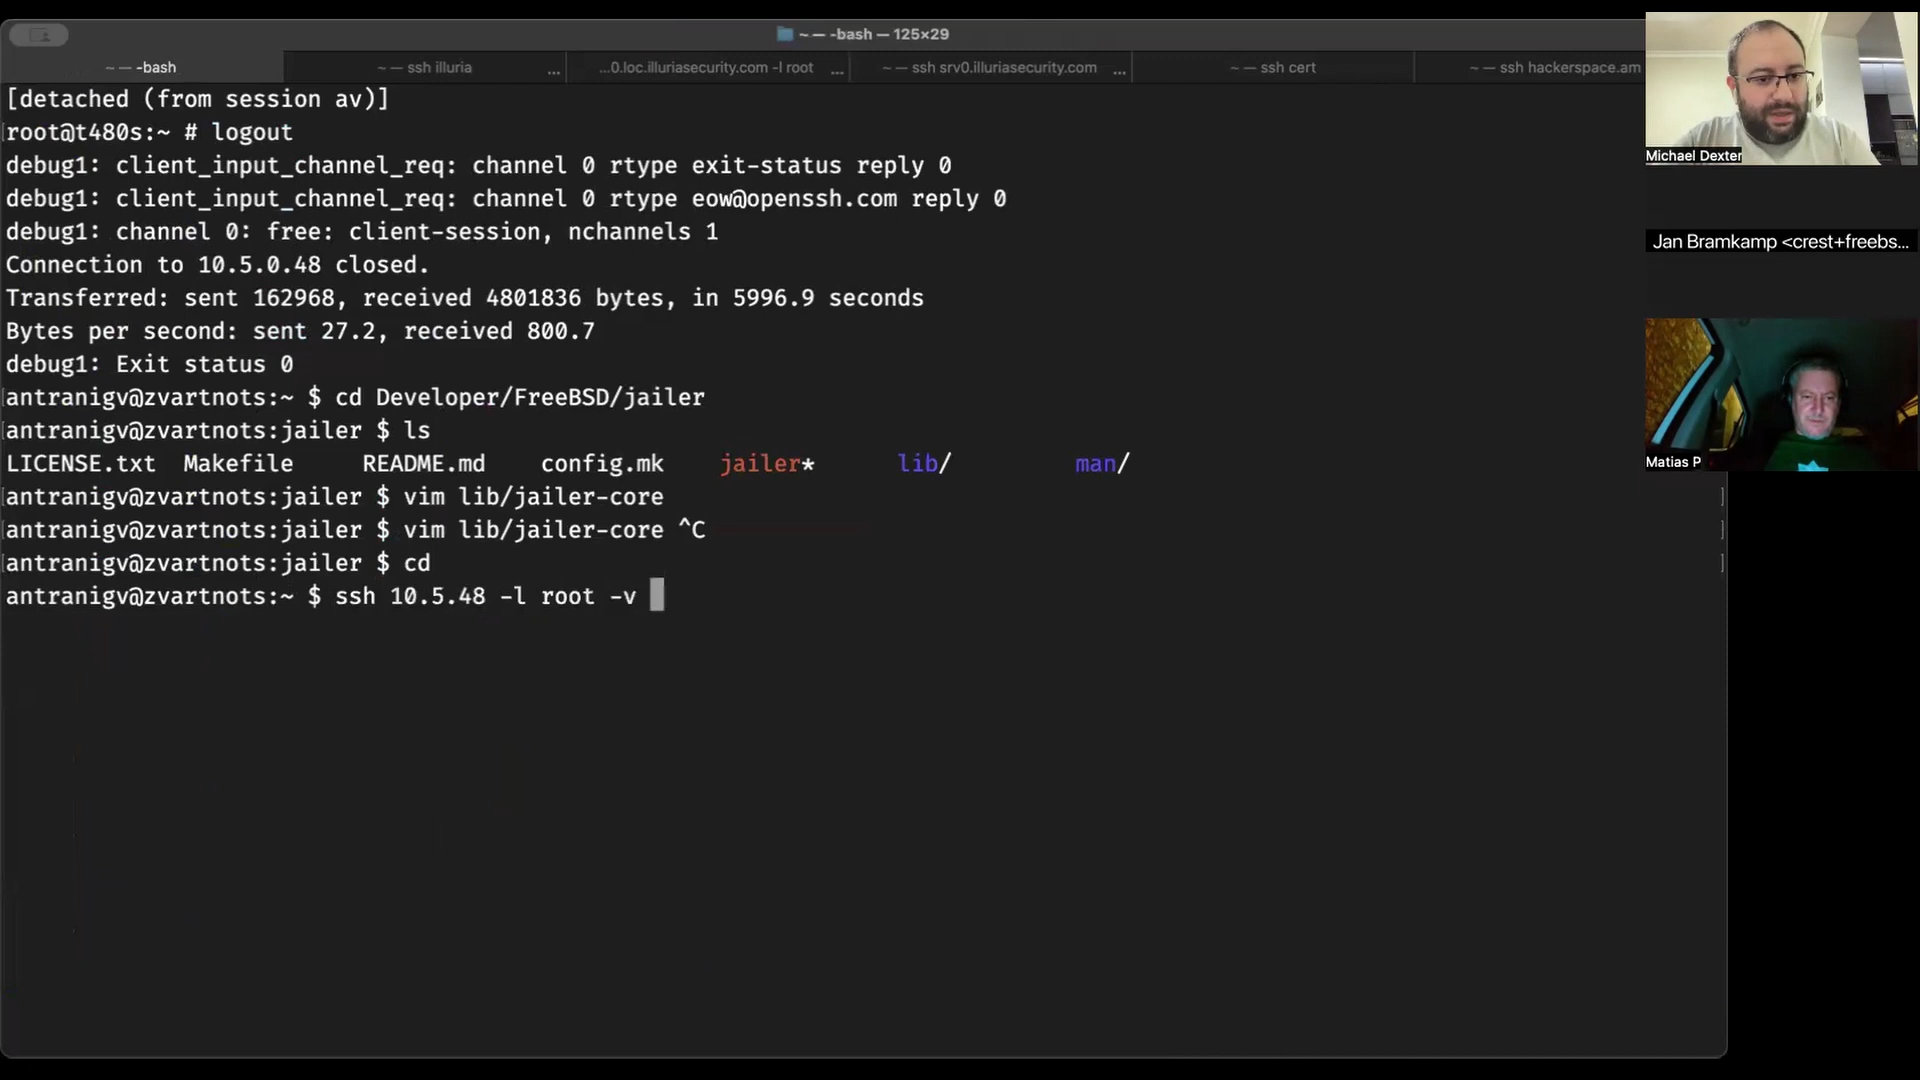 ~ — -bash — 125×29
~ — -bash
~ — ssh illuria ...
...0.loc.illuriasecurity.com -l root ...
~ — ssh srv0.illuriasecurity.com ...
~ — ssh cert
~ — ssh hackerspace.am
[detached (from session av)]
root@t480s:~ # logout
debug1: client_input_channel_req: channel 0 rtype exit-status reply 0
debug1: client_input_channel_req: channel 0 rtype eow@openssh.com reply 0
debug1: channel 0: free: client-session, nchannels 1
Connection to 10.5.0.48 closed.
Transferred: sent 162968, received 4801836 bytes, in 5996.9 seconds
Bytes per second: sent 27.2, received 800.7
debug1: Exit status 0
antranigv@zvartnots:~ $ cd Developer/FreeBSD/jailer
antranigv@zvartnots:jailer $ ls
LICENSE.txt Makefile README.md config.mk jailer* lib/ man/
antranigv@zvartnots:jailer $ vim lib/jailer-core
antranigv@zvartnots:jailer $ vim lib/jailer-core ^C
antranigv@zvartnots:jailer $ cd
antranigv@zvartnots:~ $ ssh 10.5.48 -l root -v
Michael Dexter
Jan Bramkamp <crest+freebs...
Matias P